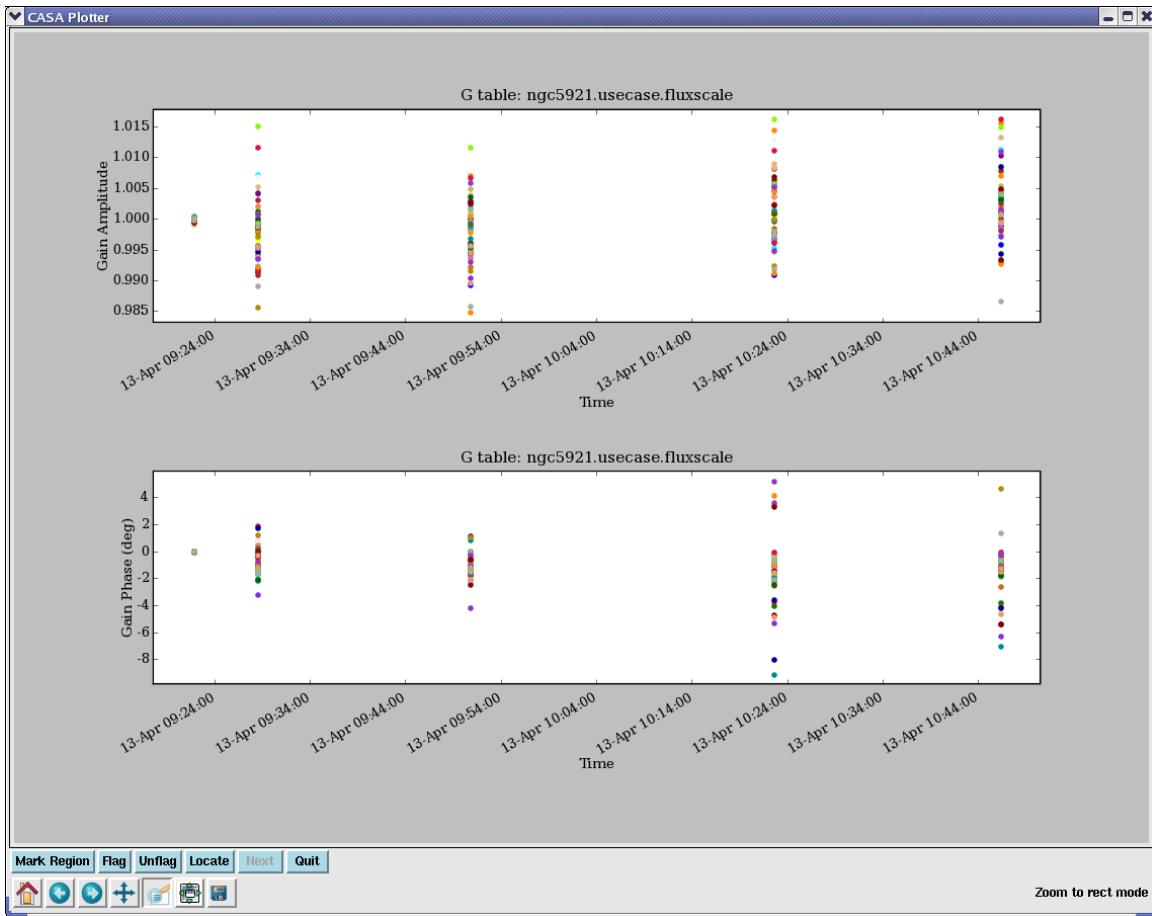 CASA Plotter
G table: ngc5921.usecase.fluxscale
Gain Amplitude
1.015
1.010
1.005
1.000
0.995
0.990
0.985
13-Apr 09:24:00
13-Apr 09:34:00
13-Apr 09:44:00
13-Apr 09:54:00
13-Apr 10:04:00
13-Apr 10:14:00
13-Apr 10:24:00
13-Apr 10:34:00
13-Apr 10:44:00
Time
G table: ngc5921.usecase.fluxscale
Gain Phase (deg)
4
2
0
-2
-4
-6
-8
13-Apr 09:24:00
13-Apr 09:34:00
13-Apr 09:44:00
13-Apr 09:54:00
13-Apr 10:04:00
13-Apr 10:14:00
13-Apr 10:24:00
13-Apr 10:34:00
13-Apr 10:44:00
Time
Mark Region Flag Unflag Locate Next Quit
Zoom to rect mode